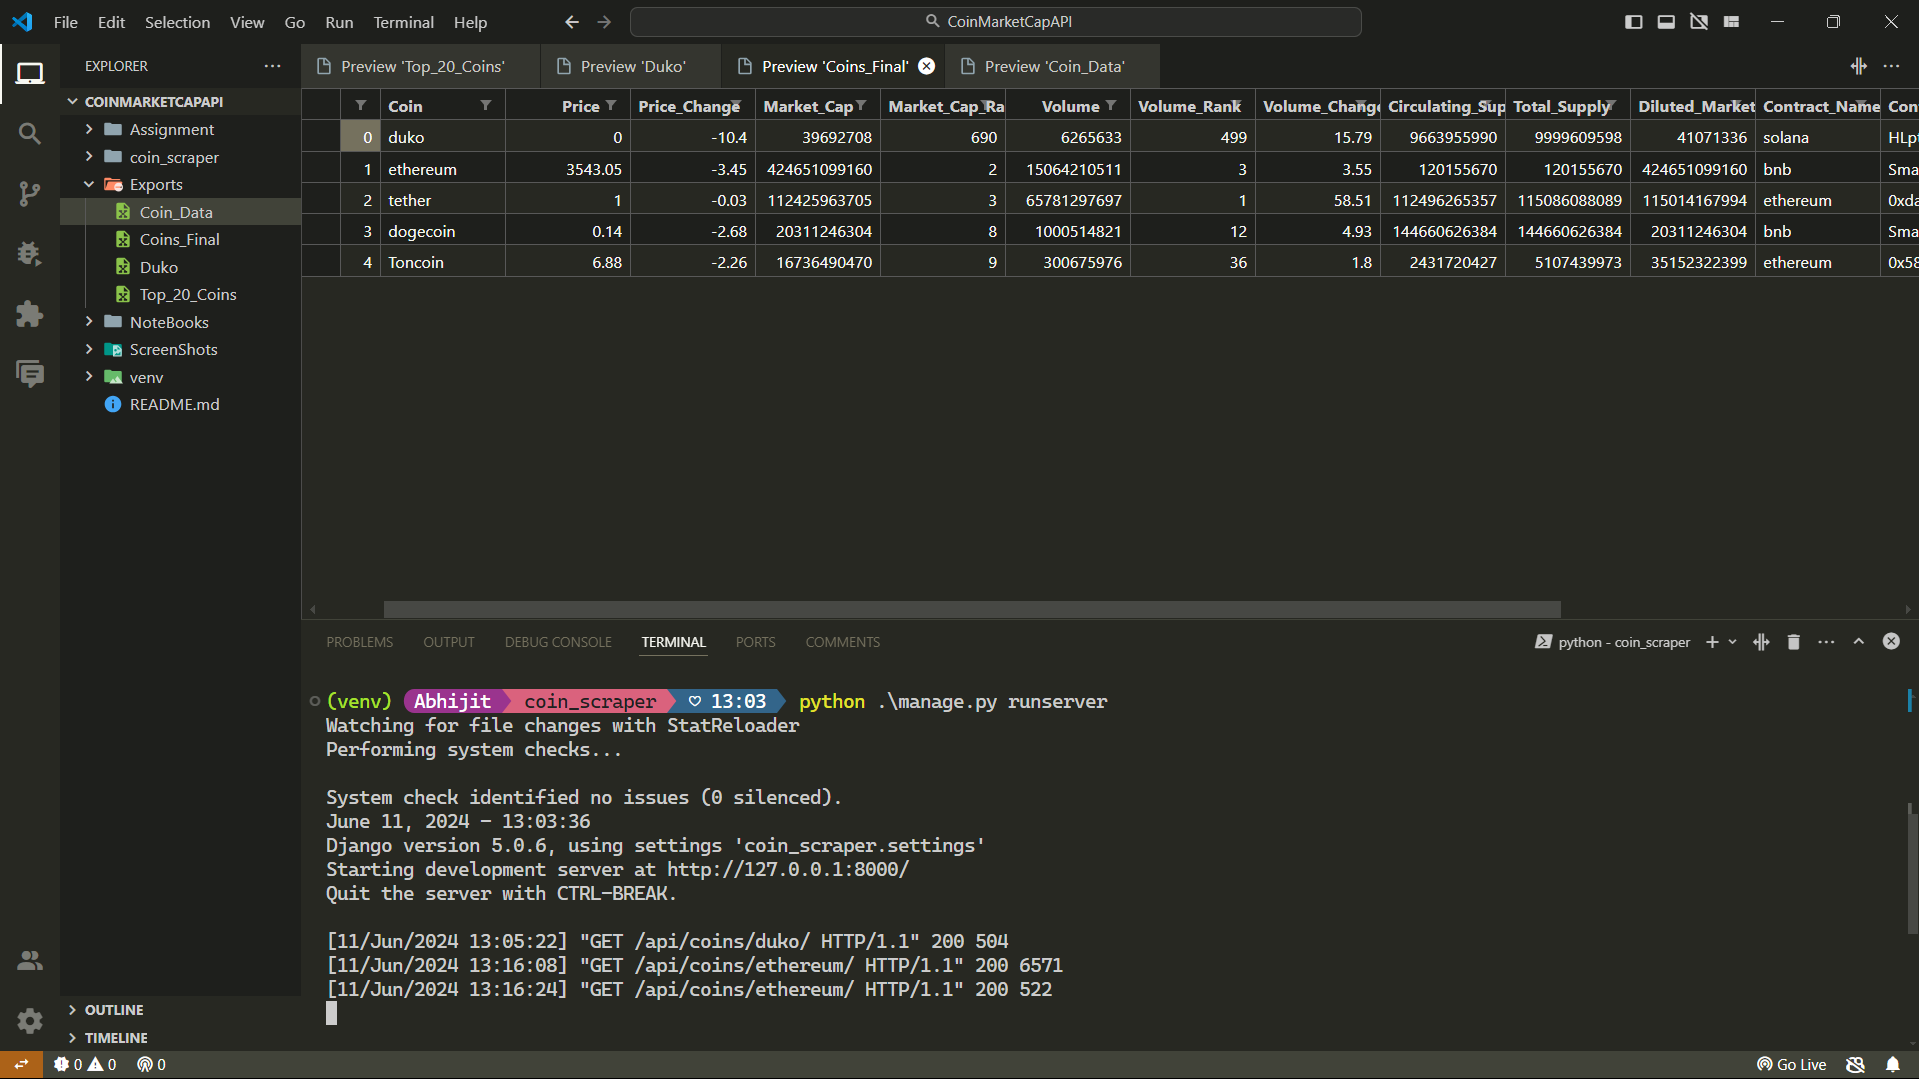 File Edit Selection View Go Run Terminal Help
CoinMarketCapAPI
EXPLORER
COINMARKETCAPAPI
Assignment
coin_scraper
Exports
Coin_Data
Coins_Final
Duko
Top_20_Coins
NoteBooks
ScreenShots
venv
README.md
OUTLINE
TIMELINE
Preview 'Top_20_Coins' Preview 'Duko' Preview 'Coins_Final' Preview 'Coin_Data'
Coin Price Price_Change Market_Cap Market_Cap_Ra Volume Volume_Rank Volume_Change Circulating_Sup Total_Supply Diluted_Market Contract_Name Con
0 duko 0 -10.4 39692708 690 6265633 499 15.79 9663955990 9999609598 41071336 solana HLp
1 ethereum 3543.05 -3.45 424651099160 2 15064210511 3 3.55 120155670 120155670 424651099160 bnb Sma
2 tether 1 -0.03 112425963705 3 65781297697 1 58.51 112496265357 115086088089 115014167994 ethereum 0xda
3 dogecoin 0.14 -2.68 20311246304 8 1000514821 12 4.93 144660626384 144660626384 20311246304 bnb Sma
4 Toncoin 6.88 -2.26 16736490470 9 300675976 36 1.8 2431720427 5107439973 35152322399 ethereum 0x58
PROBLEMS OUTPUT DEBUG CONSOLE TERMINAL PORTS COMMENTS
python - coin_scraper
(venv) Abhijit coin_scraper 13:03 python .\manage.py runserver
Watching for file changes with StatReloader
Performing system checks...
System check identified no issues (0 silenced).
June 11, 2024 - 13:03:36
Django version 5.0.6, using settings 'coin_scraper.settings'
Starting development server at http://127.0.0.1:8000/
Quit the server with CTRL-BREAK.
[11/Jun/2024 13:05:22] "GET /api/coins/duko/ HTTP/1.1" 200 504
[11/Jun/2024 13:16:08] "GET /api/coins/ethereum/ HTTP/1.1" 200 6571
[11/Jun/2024 13:16:24] "GET /api/coins/ethereum/ HTTP/1.1" 200 522
0 0 0
Go Live